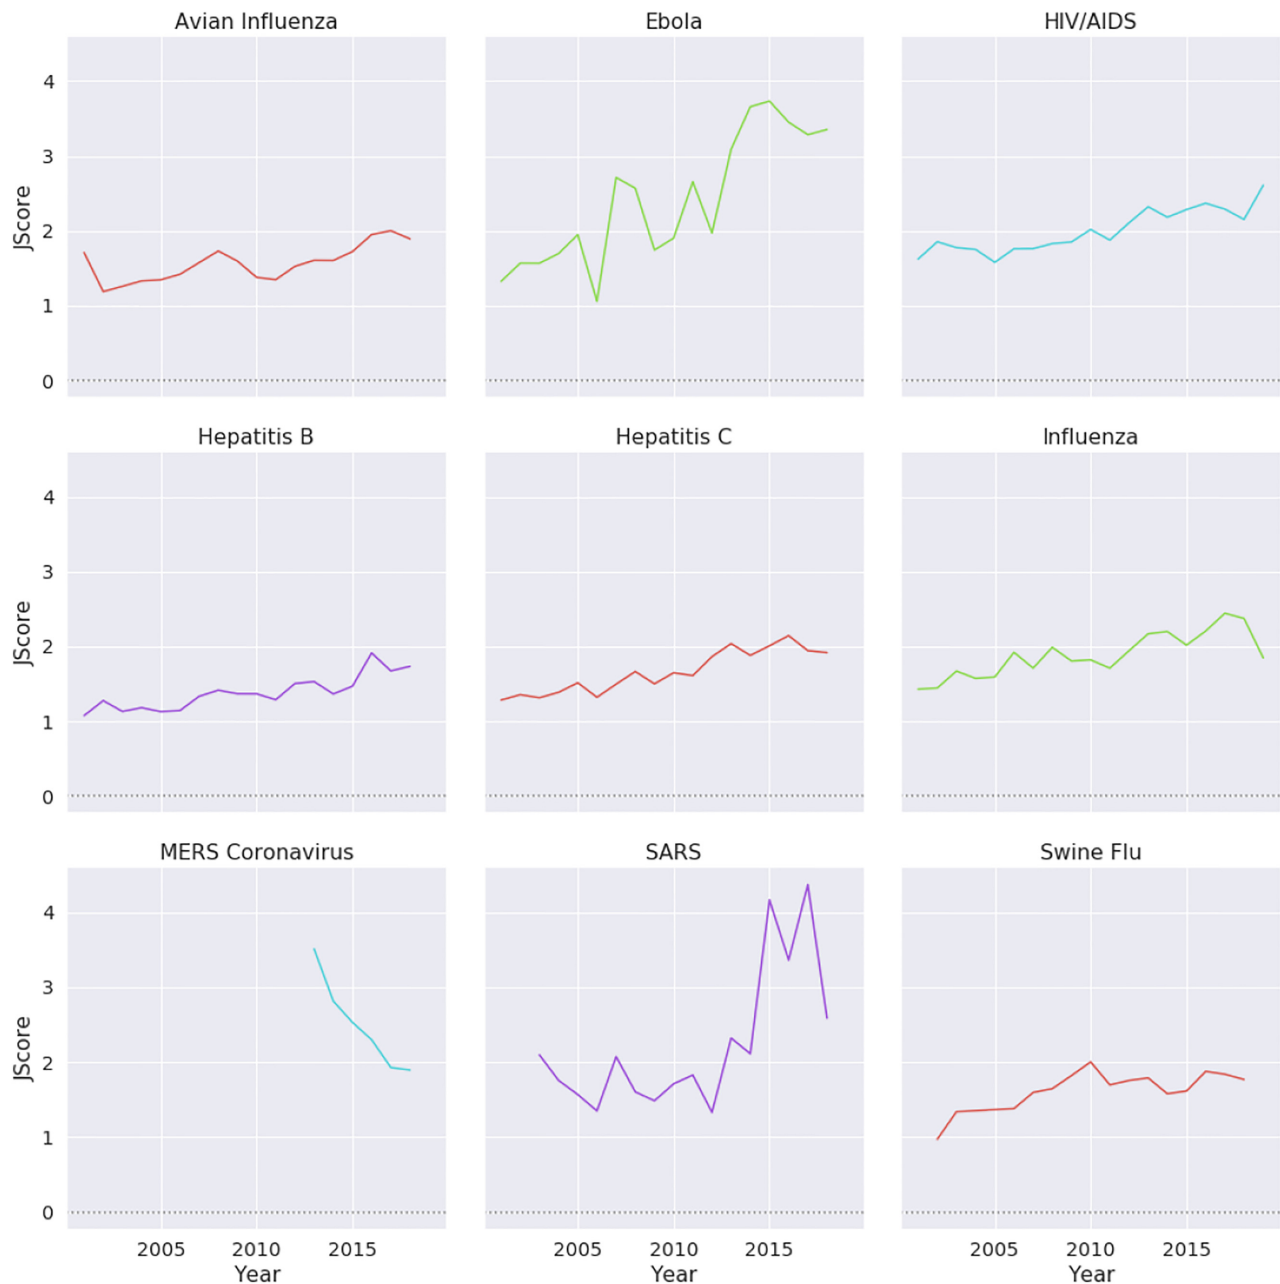 Avian Influenza
Ebola
HIV/AIDS
4
3
2
1
0
JScore
Hepatitis B
Hepatitis C
Influenza
4
3
2
1
0
JScore
MERS Coronavirus
SARS
Swine Flu
4
3
2
1
0
JScore
2005 2010 2015
2005 2010 2015
2005 2010 2015
Year
Year
Year